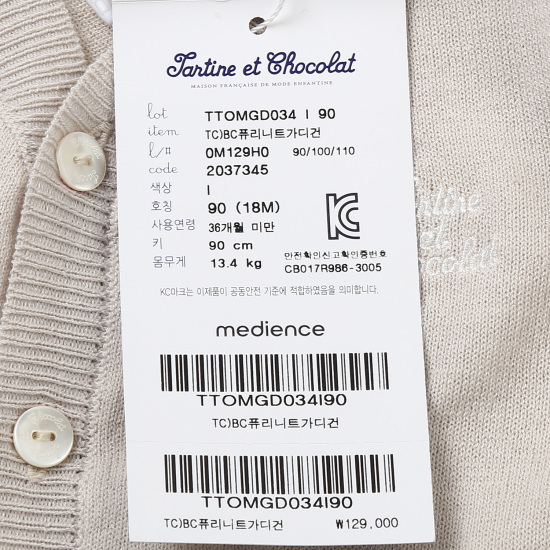 Tartine et Chocolat
MAISON FRANÇAISE DE MODE ENFANTINE
lot TTOMGD034 I 90
item TC)BC퓨리니트가디건
l/# 0M129H0 90/100/110
code 2037345
색상 I
호칭 90 (18M)
사용연령 36개월 미만
키 90 cm
몸무게 13.4 kg
KC
안전확인신고확인증번호
CB017R986-3005
KC마크는 이제품이 공동안전 기준에 적합하였음을 의미합니다.
medience
TTOMGD034I90
TC)BC퓨리니트가디건
TTOMGD034I90
TC)BC퓨리니트가디건 ₩129,000
et